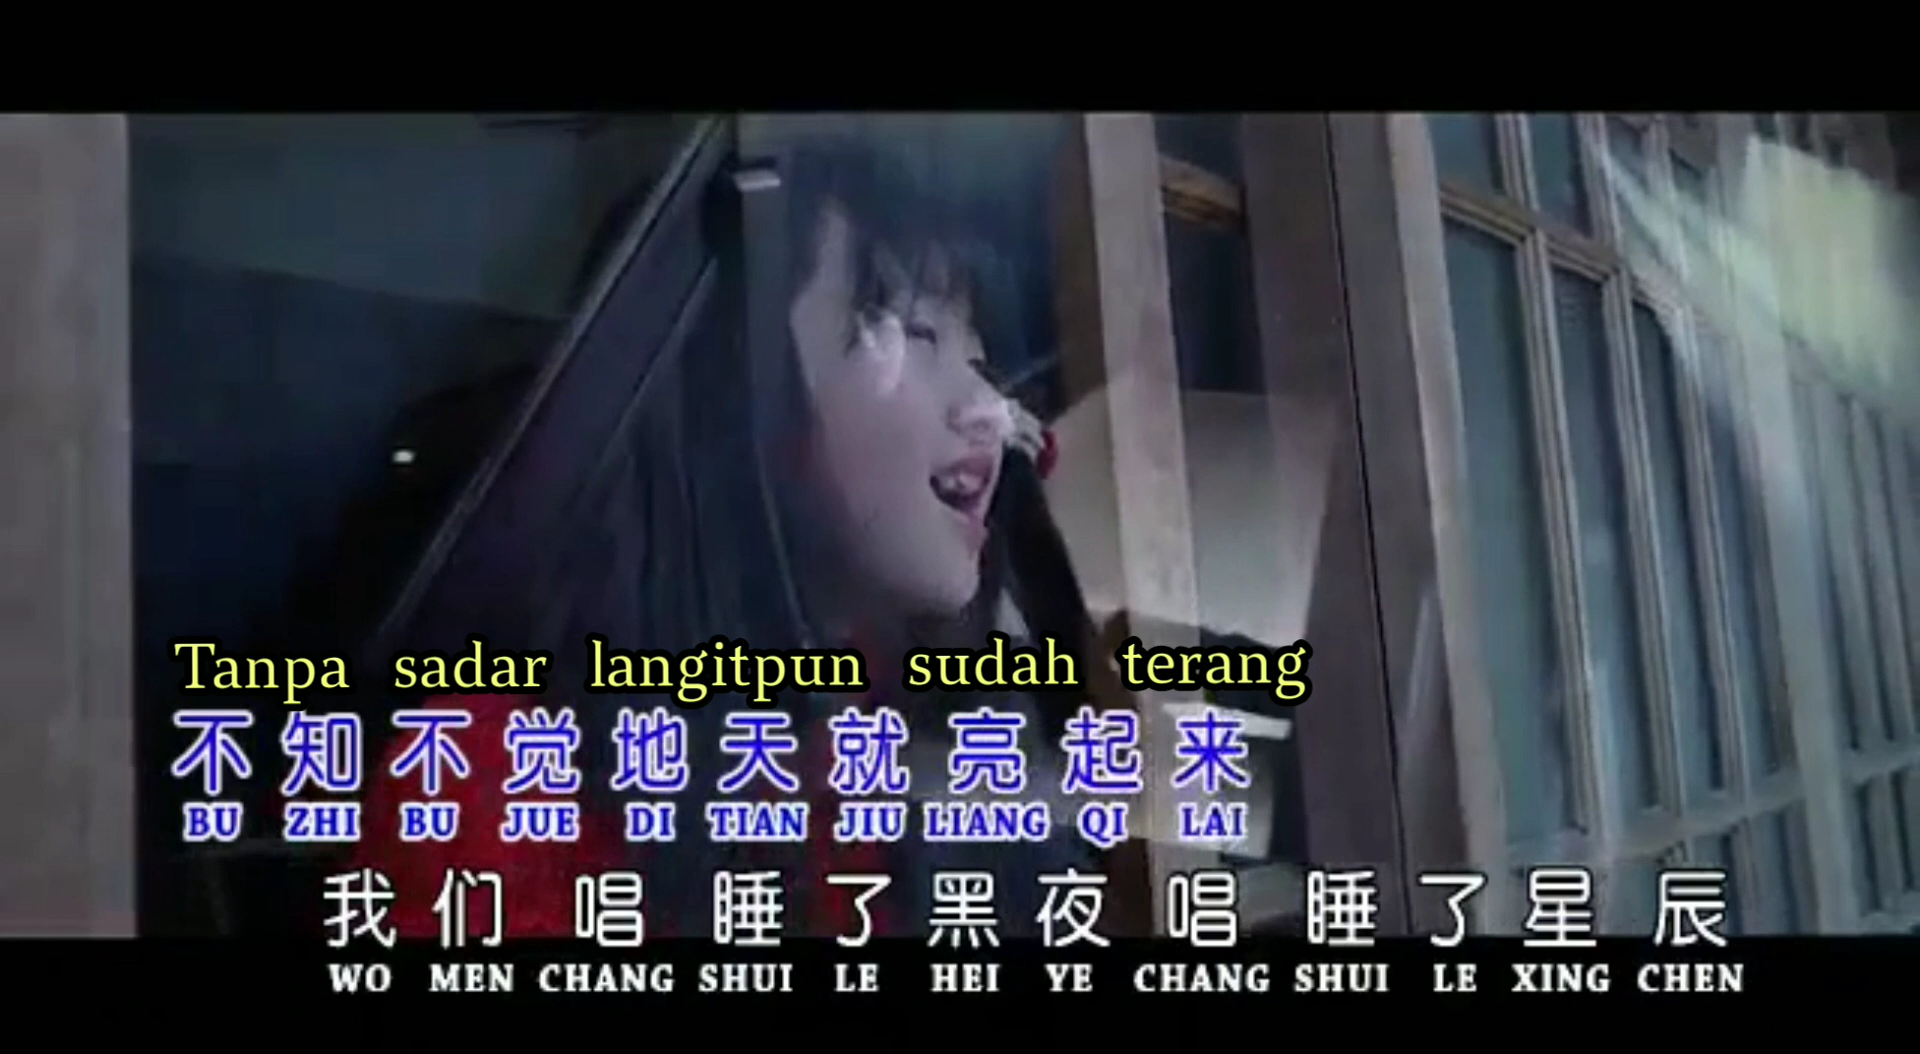 Tanpa sadar langitpun sudah terang
不知不觉地天就亮起来
BU ZHI BU JUE DI TIAN JIU LIANG QI LAI
我们唱睡了黑夜唱睡了星辰
WO MEN CHANG SHUI LE HEI YE CHANG SHUI LE XING CHEN